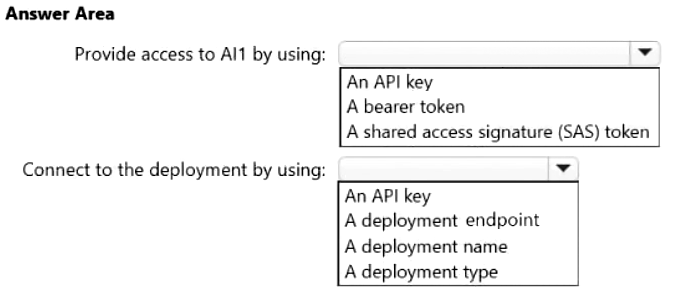 Answer Area
Provide access to AI1 by using:
An API key
A bearer token
A shared access signature (SAS) token
Connect to the deployment by using:
An API key
A deployment endpoint
A deployment name
A deployment type